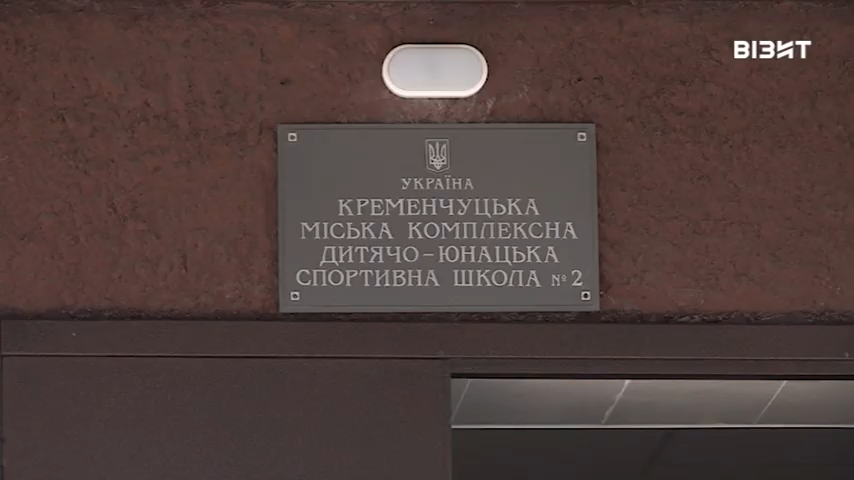 ВІЗИТ
УКРАЇНА
КРЕМЕНЧУЦЬКА
МІСЬКА КОМПЛЕКСНА
ДИТЯЧО-ЮНАЦЬКА
СПОРТИВНА ШКОЛА № 2